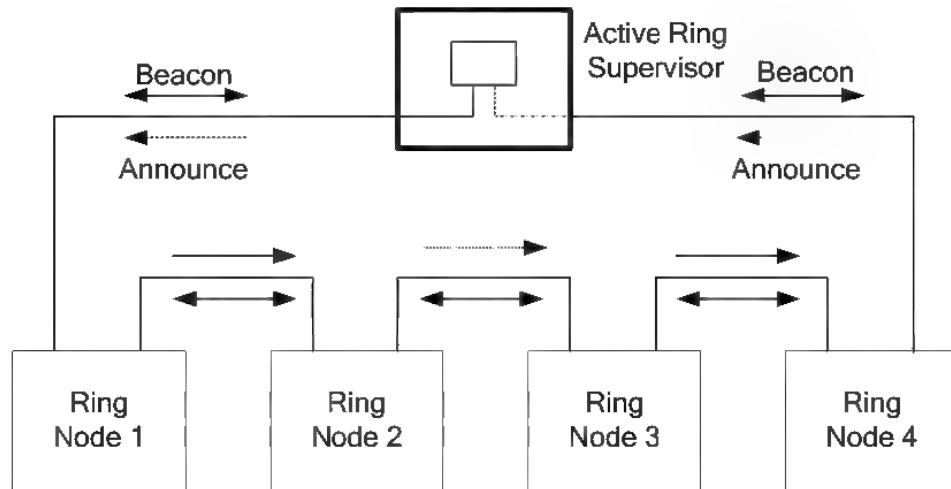 Active Ring
Supervisor
Beacon
Beacon
Announce
Announce
Ring
Node 1
Ring
Node 2
Ring
Node 3
Ring
Node 4